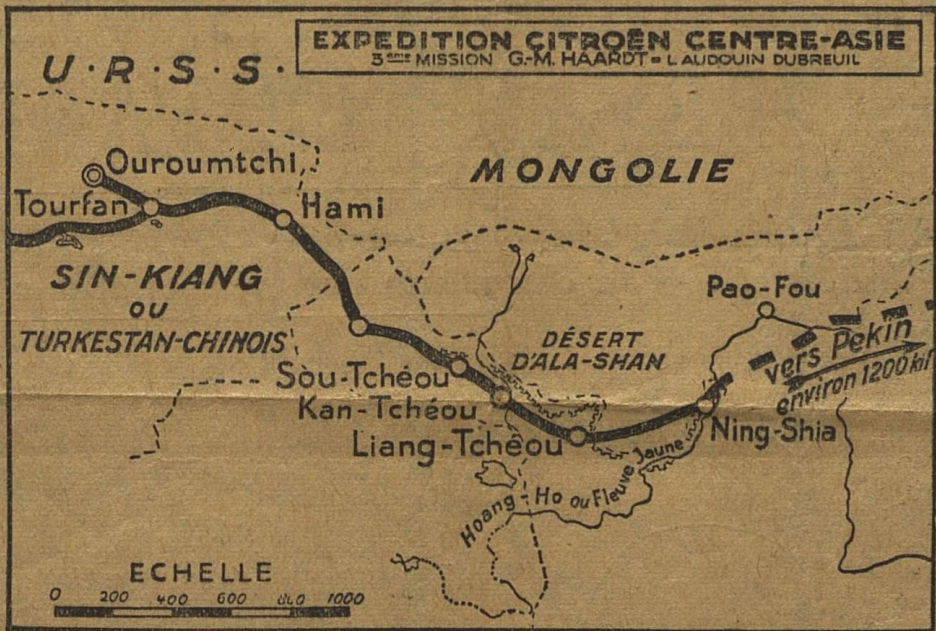 EXPEDITION CITROËN CENTRE-ASIE
3ème MISSION G.-M. HAARDT = L AUDOUIN DUBREUIL
U·R·S·S·
MONGOLIE
Ouroumtchi
Tourfan
Hami
SIN-KIANG
OU
TURKESTAN-CHINOIS
Pao-Fou
DÉSERT
D'ALA-SHAN
vers Pekin
environ 1200 kil
Sou-Tchéou
Kan-Tchéou
Liang-Tchéou
Ning-Shia
Hoang-Ho ou Fleuve Jaune
ECHELLE
0 200 400 600 800 1000